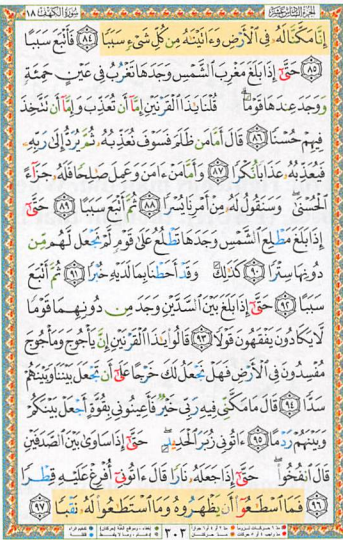 الجزء السادس عشر سورة الكهف ١٨
إِنَّا مَكَّنَّا لَهُۥ فِى ٱلْأَرْضِ وَءَاتَيْنَٰهُ مِن كُلِّ شَىْءٍ سَبَبًا ﴿٨٤﴾ فَأَتْبَعَ سَبَبًا
﴿٨٥﴾ حَتَّىٰٓ إِذَا بَلَغَ مَغْرِبَ ٱلشَّمْسِ وَجَدَهَا تَغْرُبُ فِى عَيْنٍ حَمِئَةٍ
وَوَجَدَ عِندَهَا قَوْمًا ۗ قُلْنَا يَٰذَا ٱلْقَرْنَيْنِ إِمَّآ أَن تُعَذِّبَ وَإِمَّآ أَن تَتَّخِذَ
فِيهِمْ حُسْنًا ﴿٨٦﴾ قَالَ أَمَّا مَن ظَلَمَ فَسَوْفَ نُعَذِّبُهُۥ ثُمَّ يُرَدُّ إِلَىٰ رَبِّهِۦ
فَيُعَذِّبُهُۥ عَذَابًا نُّكْرًا ﴿٨٧﴾ وَأَمَّا مَنْ ءَامَنَ وَعَمِلَ صَٰلِحًا فَلَهُۥ جَزَآءً
ٱلْحُسْنَىٰ ۖ وَسَنَقُولُ لَهُۥ مِنْ أَمْرِنَا يُسْرًا ﴿٨٨﴾ ثُمَّ أَتْبَعَ سَبَبًا ﴿٨٩﴾ حَتَّىٰٓ
إِذَا بَلَغَ مَطْلِعَ ٱلشَّمْسِ وَجَدَهَا تَطْلُعُ عَلَىٰ قَوْمٍ لَّمْ نَجْعَل لَّهُم مِّن
دُونِهَا سِتْرًا ﴿٩٠﴾ كَذَٰلِكَ وَقَدْ أَحَطْنَا بِمَا لَدَيْهِ خُبْرًا ﴿٩١﴾ ثُمَّ أَتْبَعَ
سَبَبًا ﴿٩٢﴾ حَتَّىٰٓ إِذَا بَلَغَ بَيْنَ ٱلسَّدَّيْنِ وَجَدَ مِن دُونِهِمَا قَوْمًا
لَّا يَكَادُونَ يَفْقَهُونَ قَوْلًا ﴿٩٣﴾ قَالُوا۟ يَٰذَا ٱلْقَرْنَيْنِ إِنَّ يَأْجُوجَ وَمَأْجُوجَ
مُفْسِدُونَ فِى ٱلْأَرْضِ فَهَلْ نَجْعَلُ لَكَ خَرْجًا عَلَىٰٓ أَن تَجْعَلَ بَيْنَنَا وَبَيْنَهُمْ
سَدًّا ﴿٩٤﴾ قَالَ مَا مَكَّنِّى فِيهِ رَبِّى خَيْرٌ فَأَعِينُونِى بِقُوَّةٍ أَجْعَلْ بَيْنَكُمْ
وَبَيْنَهُمْ رَدْمًا ﴿٩٥﴾ ءَاتُونِى زُبَرَ ٱلْحَدِيدِ ۖ حَتَّىٰٓ إِذَا سَاوَىٰ بَيْنَ ٱلصَّدَفَيْنِ
قَالَ ٱنفُخُوا۟ ۖ حَتَّىٰٓ إِذَا جَعَلَهُۥ نَارًا قَالَ ءَاتُونِىٓ أُفْرِغْ عَلَيْهِ قِطْرًا
﴿٩٦﴾ فَمَا ٱسْطَٰعُوٓا۟ أَن يَظْهَرُوهُ وَمَا ٱسْتَطَٰعُوا۟ لَهُۥ نَقْبًا ﴿٩٧﴾
٣٠٣